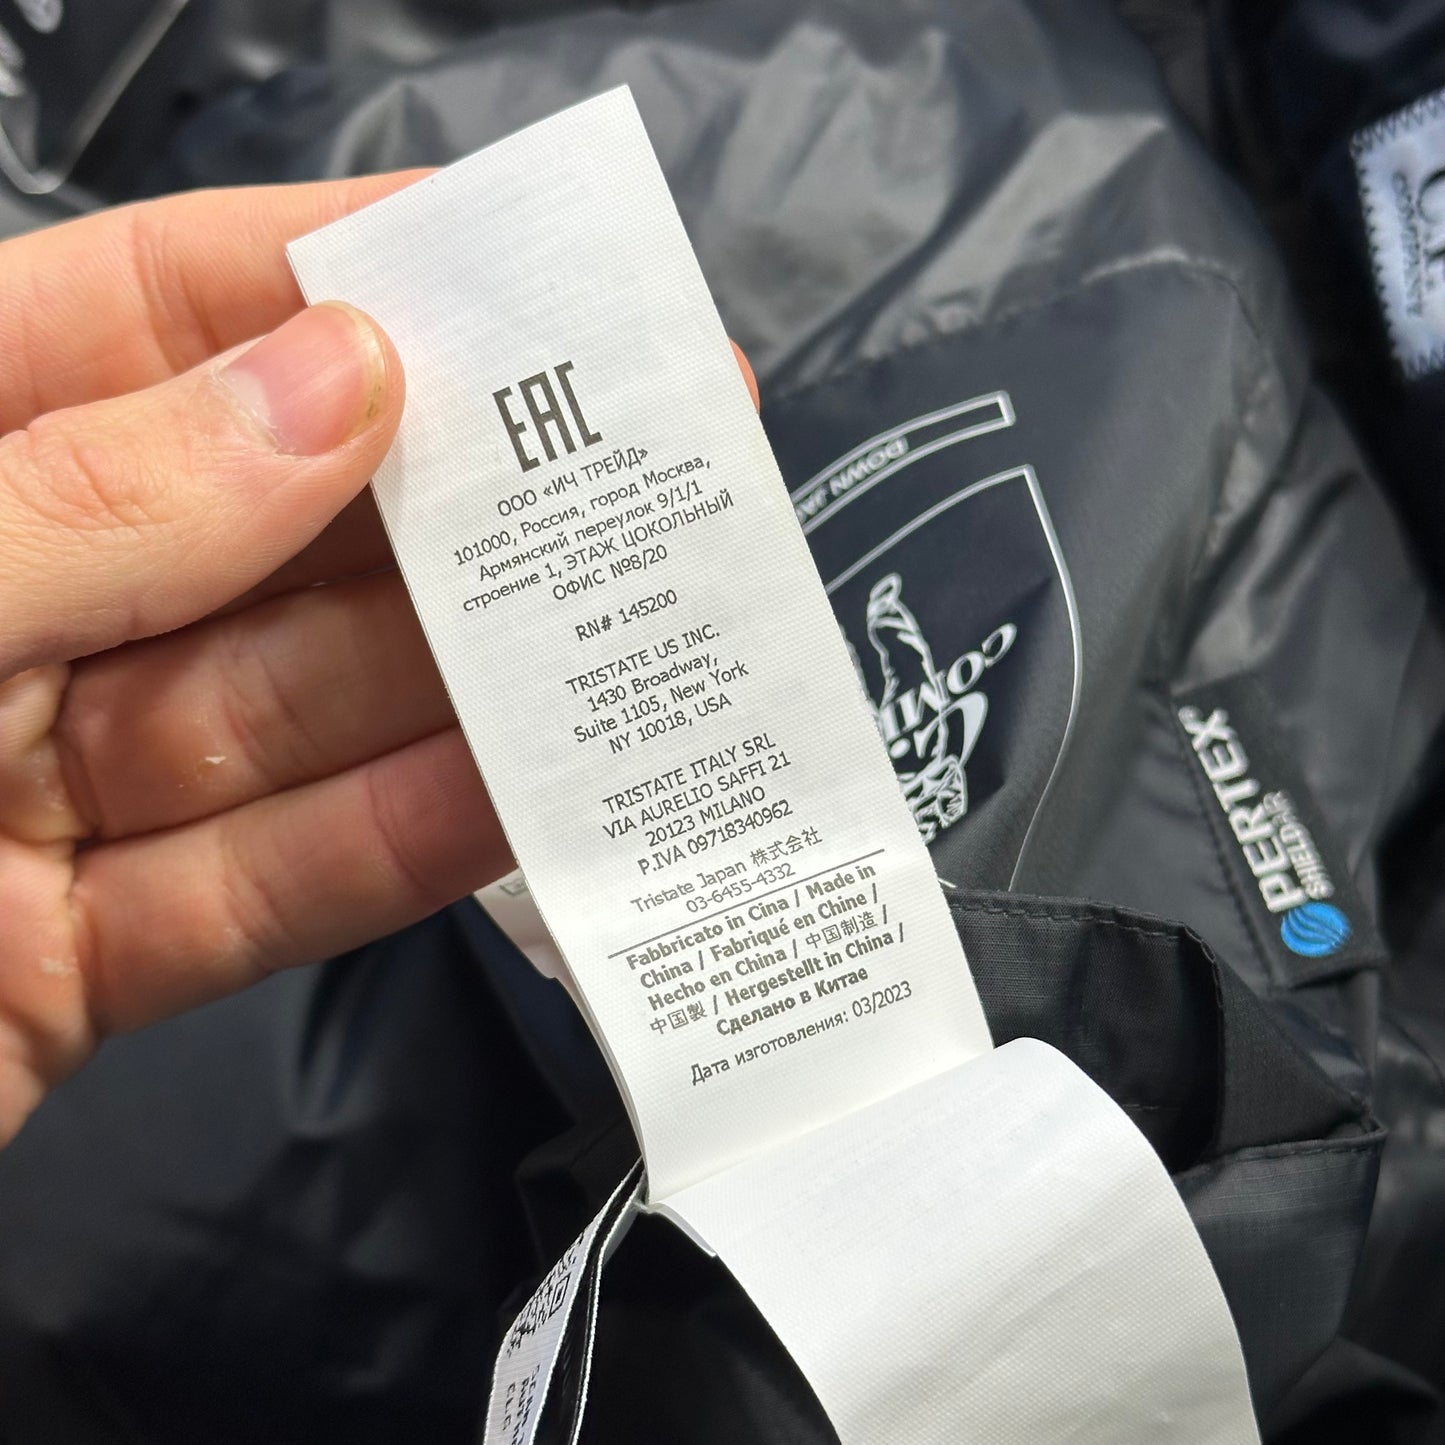 EAC
ООО «ИЧ ТРЕЙД»
101000, Россия, город Москва,
Армянский переулок 9/1/1
строение 1, ЭТАЖ ЦОКОЛЬНЫЙ
ОФИС №8/20
RN# 145200
TRISTATE US INC.
1430 Broadway,
Suite 1105, New York
NY 10018, USA
TRISTATE ITALY SRL
VIA AURELIO SAFFI 21
20123 MILANO
P.IVA 09718340962
Tristate Japan 株式会社
03-6455-4332
Fabbricato in Cina / Made in
China / Fabriqué en Chine /
Hecho en China / 中国制造 /
中国製 / Hergestellt in China /
Сделано в Китае
Дата изготовления: 03/2023
DOWN
PERTEX®
SHIELD AIR
C.P.
COMPANY